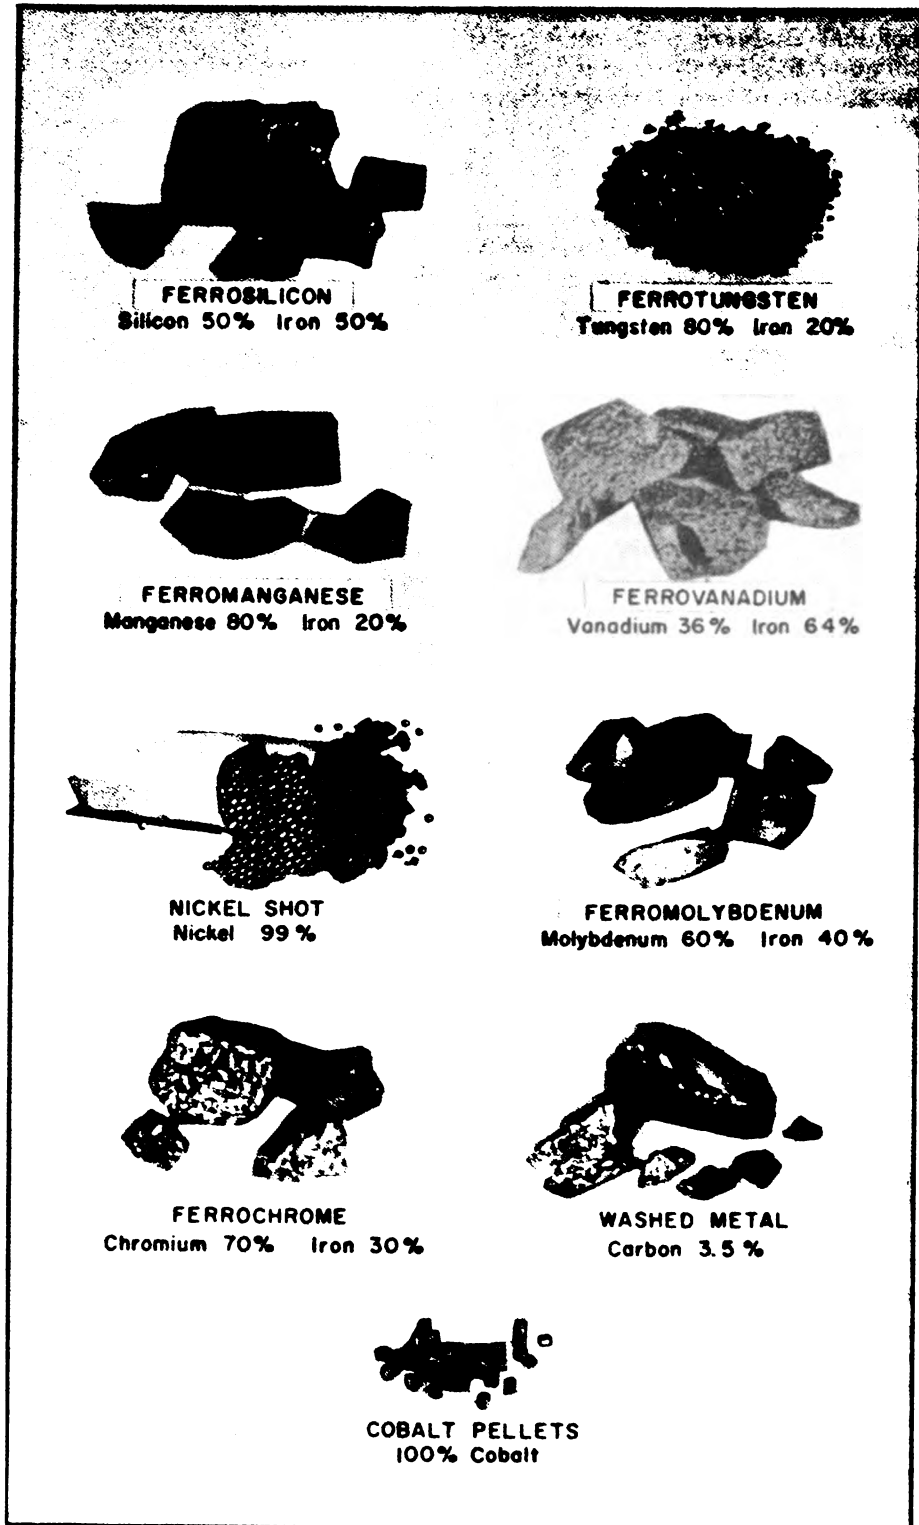 FERROSILICON
Silicon 50% Iron 50%
FERROTUNGSTEN
Tungsten 80% Iron 20%
FERROMANGANESE
Manganese 80% Iron 20%
FERROVANADIUM
Vanadium 36% Iron 64%
NICKEL SHOT
Nickel 99%
FERROMOLYBDENUM
Molybdenum 60% Iron 40%
FERROCHROME
Chromium 70% Iron 30%
WASHED METAL
Carbon 3.5%
COBALT PELLETS
100% Cobalt